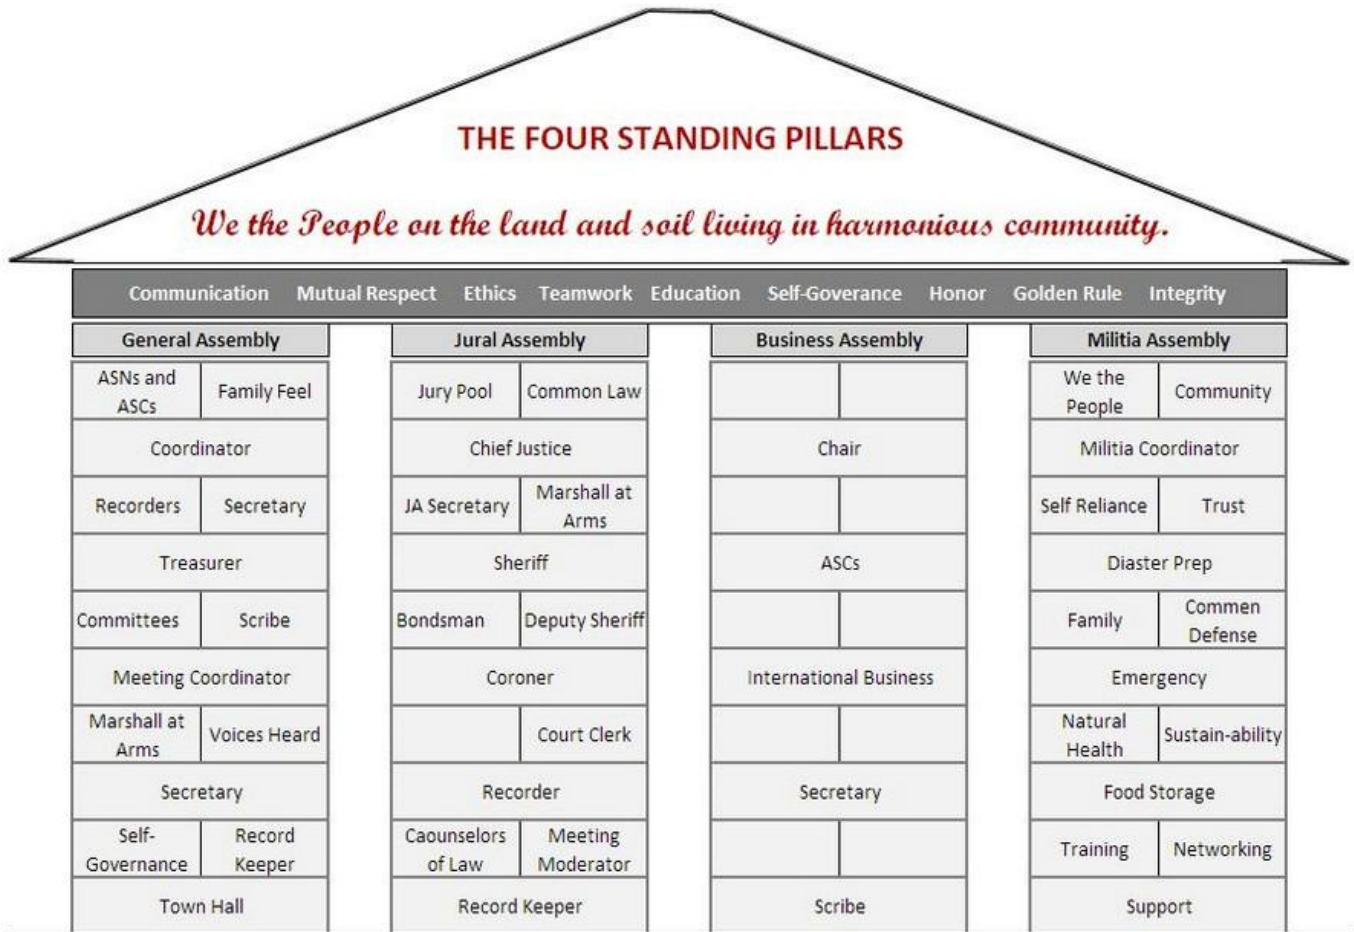 THE FOUR STANDING PILLARS
We the People on the land and soil living in harmonious community.
Communication Mutual Respect Ethics Teamwork Education Self-Goverance Honor Golden Rule Integrity
General Assembly
ASNs and
ASCs
Family Feel
Coordinator
Recorders
Secretary
Treasurer
Committees
Scribe
Meeting Coordinator
Marshall at
Arms
Voices Heard
Secretary
Self-
Governance
Record
Keeper
Town Hall
Jural Assembly
Jury Pool
Common Law
Chief Justice
JA Secretary
Marshall at
Arms
Sheriff
Bondsman
Deputy Sheriff
Coroner
Court Clerk
Recorder
Caounselors
of Law
Meeting
Moderator
Record Keeper
Business Assembly
Chair
ASCs
International Business
Secretary
Scribe
Militia Assembly
We the
People
Community
Militia Coordinator
Self Reliance
Trust
Diaster Prep
Family
Commen
Defense
Emergency
Natural
Health
Sustain-ability
Food Storage
Training
Networking
Support